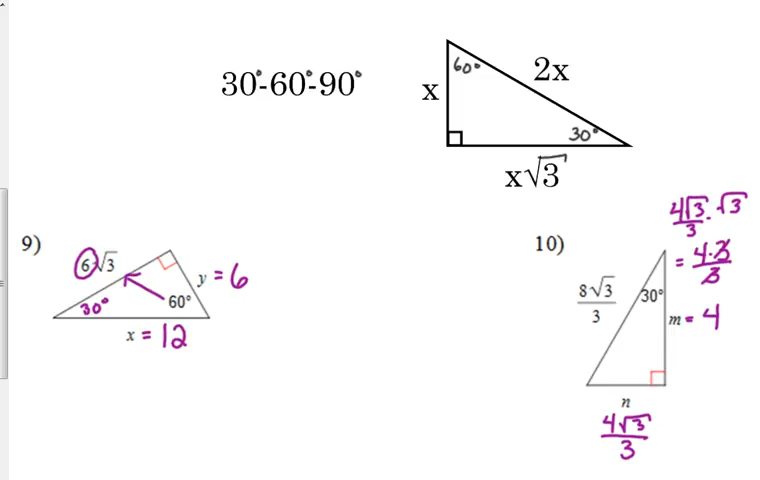 30°-60°-90°
60°
x
2x
30°
x√3
9)
6√3
y = 6
30°
60°
x = 12
10)
8√3/3
30°
4√3/3 · √3
= 4·3/3
m = 4
n
4√3/3